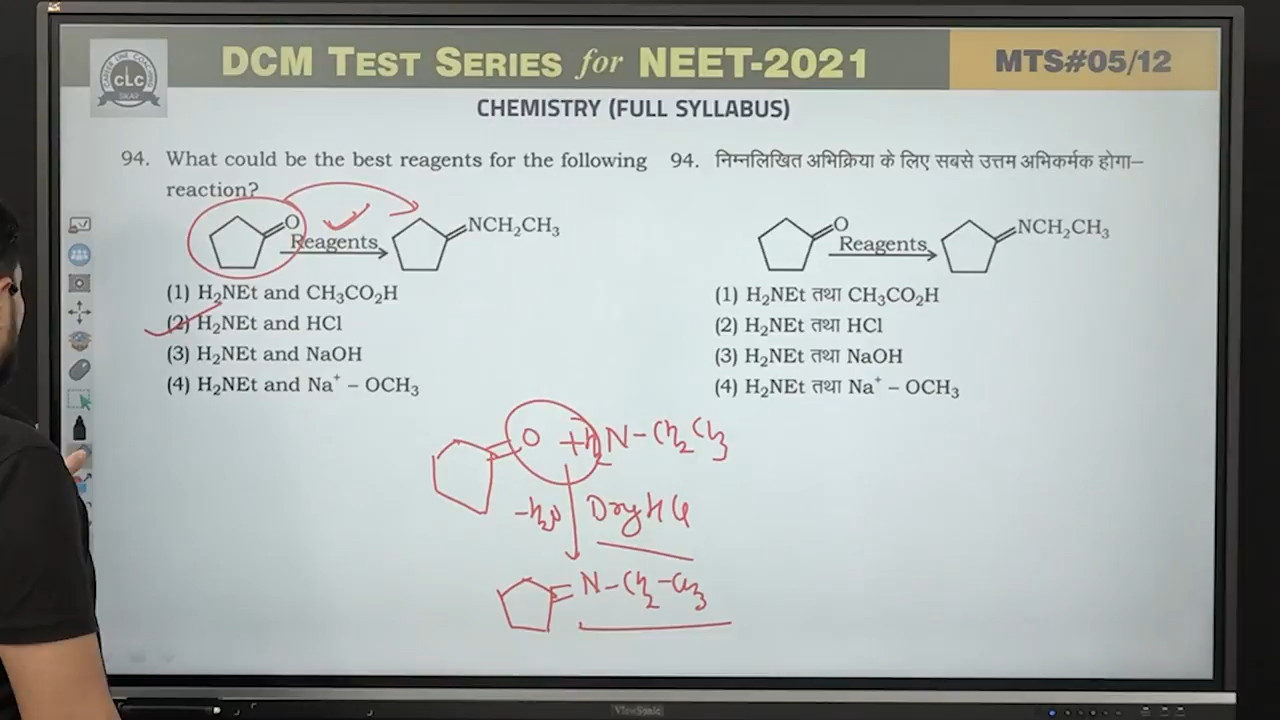 DCM TEST SERIES for NEET-2021
MTS#05/12
CLC
CHEMISTRY (FULL SYLLABUS)
94. What could be the best reagents for the following
reaction?
O
Reagents
NCH₂CH₃
(1) H₂NEt and CH₃CO₂H
(2) H₂NEt and HCl
(3) H₂NEt and NaOH
(4) H₂NEt and Na⁺ – OCH₃
94. निम्नलिखित अभिक्रिया के लिए सबसे उत्तम अभिकर्मक होगा–
O
Reagents
NCH₂CH₃
(1) H₂NEt तथा CH₃CO₂H
(2) H₂NEt तथा HCl
(3) H₂NEt तथा NaOH
(4) H₂NEt तथा Na⁺ – OCH₃
O + H₂N–CH₂CH₃
–H₂O Dry HCl
N–CH₂–CH₃
ViewSonic